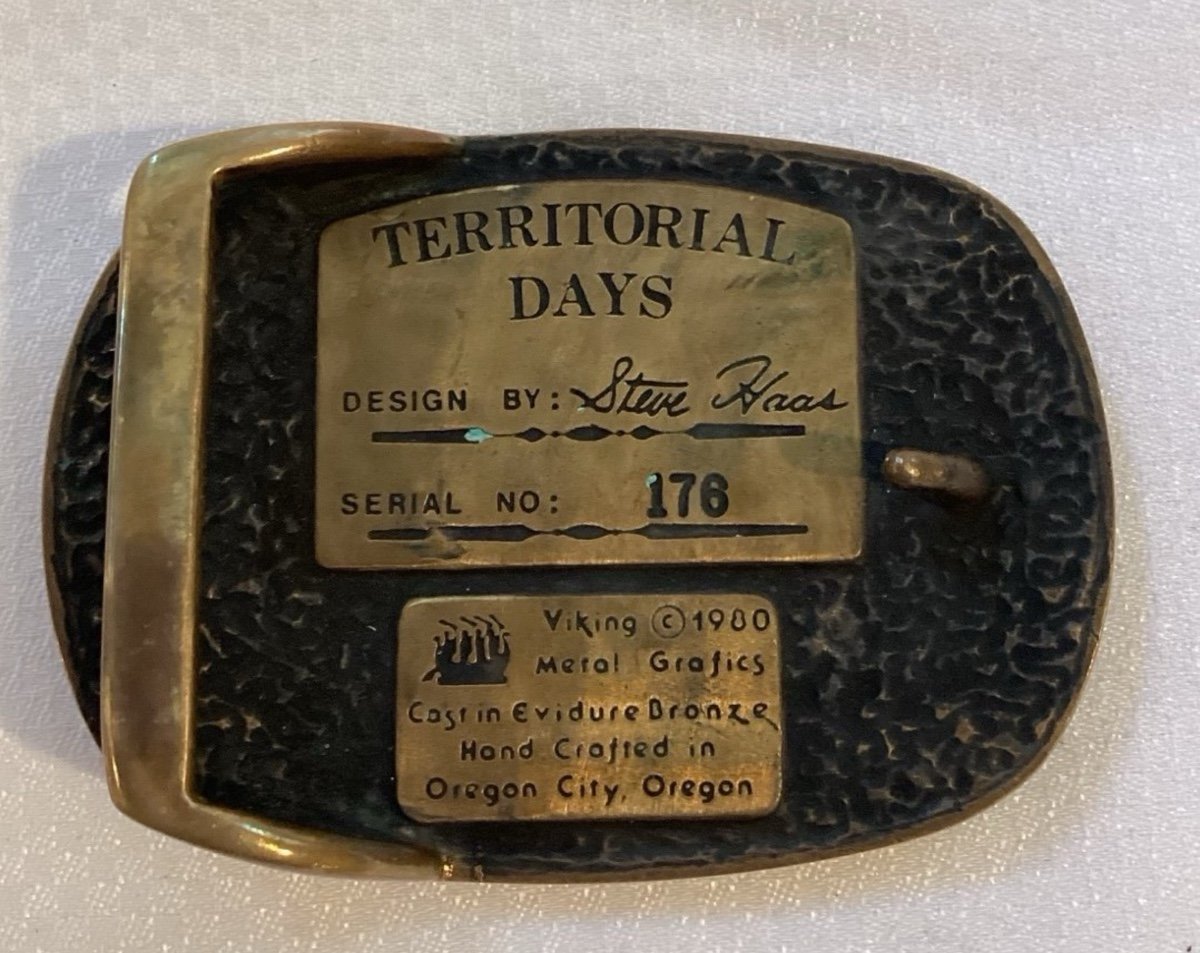 TERRITORIAL
DAYS
DESIGN BY: Steve Haas
SERIAL NO: 176
Viking ©1980
Metal Grafics
Cast in Evidure Bronze
Hand Crafted in
Oregon City, Oregon